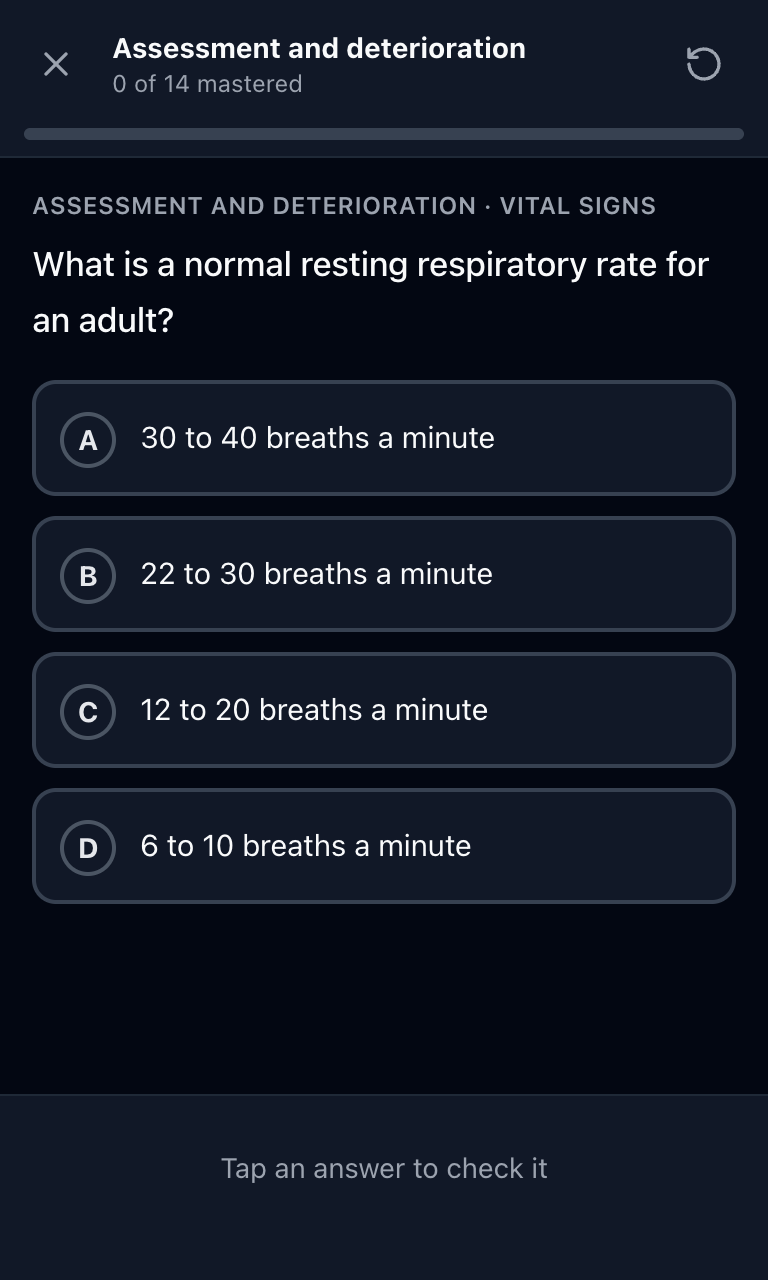 Assessment and deterioration
0 of 14 mastered
ASSESSMENT AND DETERIORATION · VITAL SIGNS
What is a normal resting respiratory rate for
an adult?
A 30 to 40 breaths a minute
B 22 to 30 breaths a minute
C 12 to 20 breaths a minute
D 6 to 10 breaths a minute
Tap an answer to check it